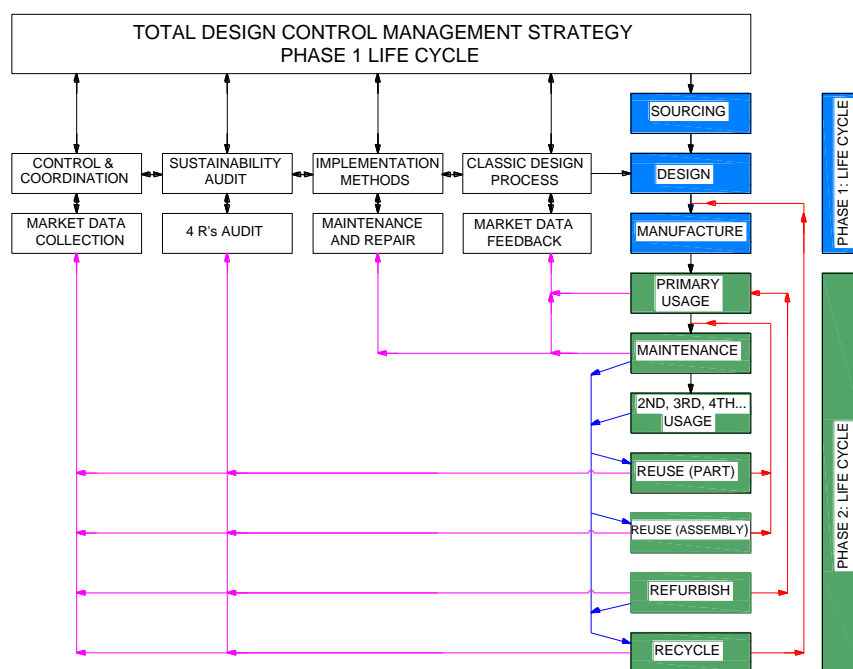 TOTAL DESIGN CONTROL MANAGEMENT STRATEGY
PHASE 1 LIFE CYCLE
SOURCING
CONTROL &
COORDINATION
SUSTAINABILITY
AUDIT
IMPLEMENTATION
METHODS
CLASSIC DESIGN
PROCESS
DESIGN
MARKET DATA
COLLECTION
4 R's AUDIT
MAINTENANCE
AND REPAIR
MARKET DATA
FEEDBACK
MANUFACTURE
PRIMARY
USAGE
MAINTENANCE
2ND, 3RD, 4TH...
USAGE
REUSE (PART)
REUSE (ASSEMBLY)
REFURBISH
RECYCLE
PHASE 1: LIFE CYCLE
PHASE 2: LIFE CYCLE